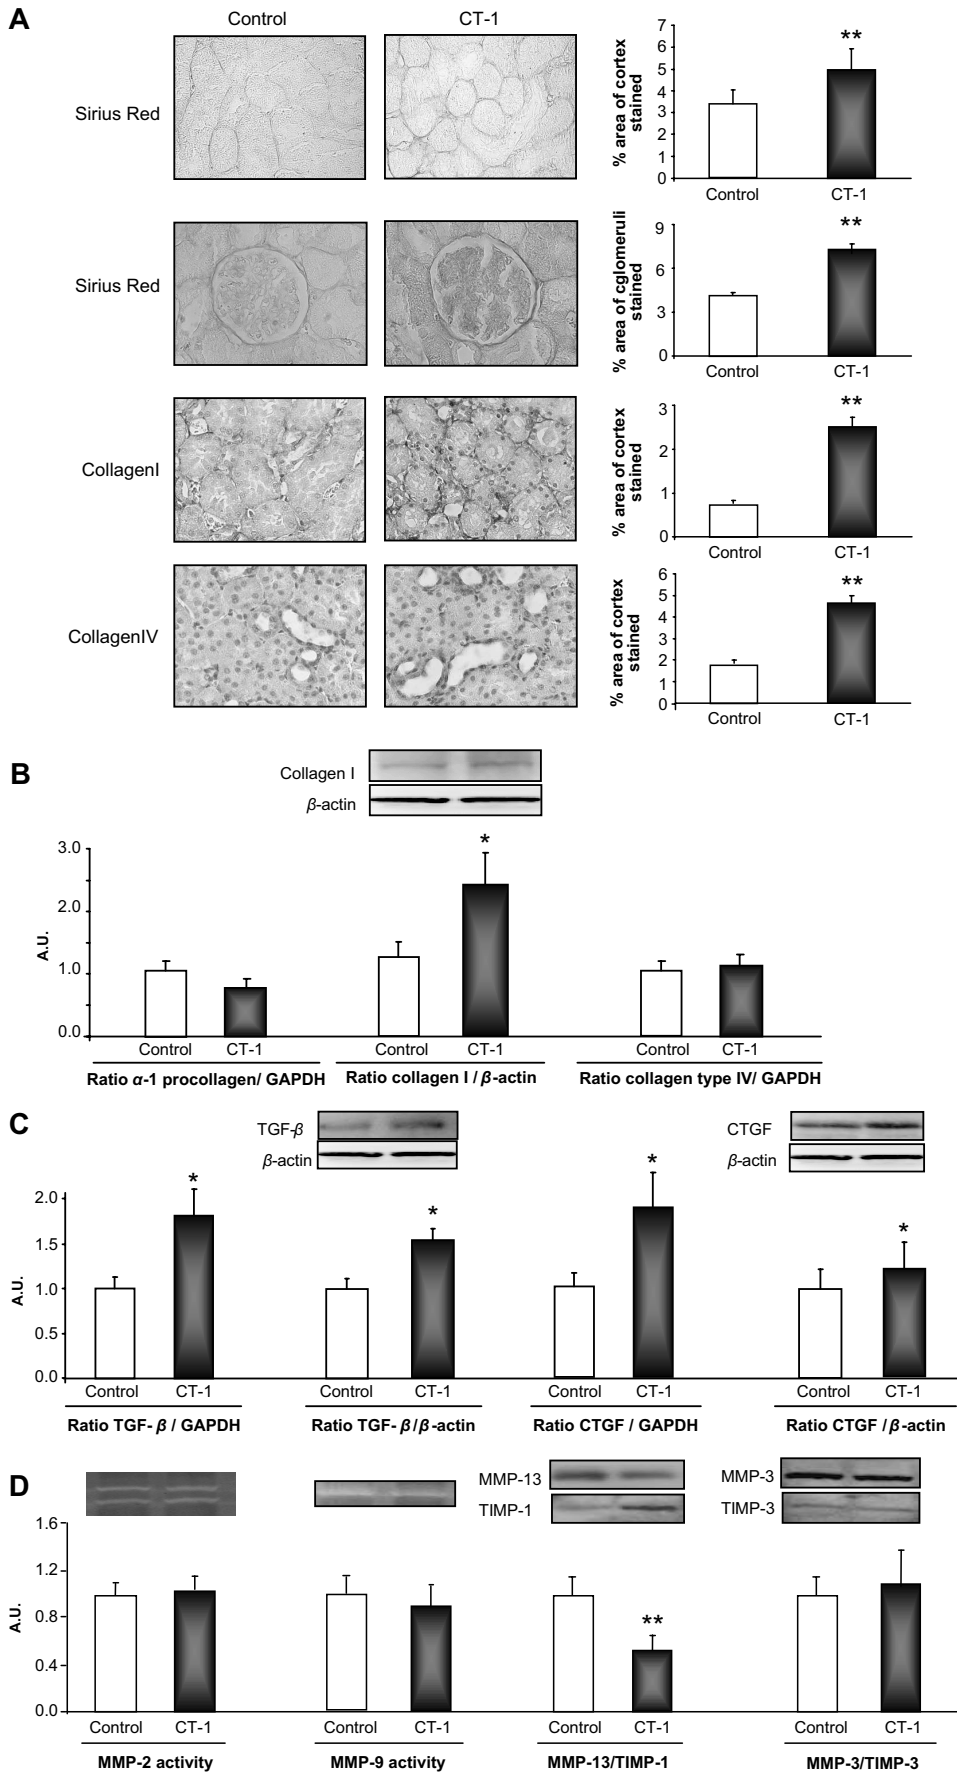 A
Control
CT-1
Sirius Red
% area of cortex
stained
7
6
5
4
3
2
1
0
**
Control
CT-1
Sirius Red
% area of cglomeruli
stained
9
6
3
0
**
Control
CT-1
CollagenI
% area of cortex
stained
3
2
1
0
**
Control
CT-1
CollagenIV
% area of cortex
stained
6
5
4
3
2
1
0
**
Control
CT-1
B
Collagen I
β-actin
A.U.
3.0
2.0
1.0
0.0
*
Control CT-1
Control CT-1
Control CT-1
Ratio α-1 procollagen/ GAPDH
Ratio collagen I / β-actin
Ratio collagen type IV/ GAPDH
C
TGF-β
β-actin
CTGF
β-actin
A.U.
2.0
1.5
1.0
0.5
0.0
*
*
*
*
Control CT-1
Control CT-1
Control CT-1
Control CT-1
Ratio TGF- β / GAPDH
Ratio TGF- β/β-actin
Ratio CTGF / GAPDH
Ratio CTGF / β-actin
D
MMP-13
TIMP-1
MMP-3
TIMP-3
A.U.
1.6
1.2
0.8
0.4
0.0
**
Control CT-1
Control CT-1
Control CT-1
Control CT-1
MMP-2 activity
MMP-9 activity
MMP-13/TIMP-1
MMP-3/TIMP-3